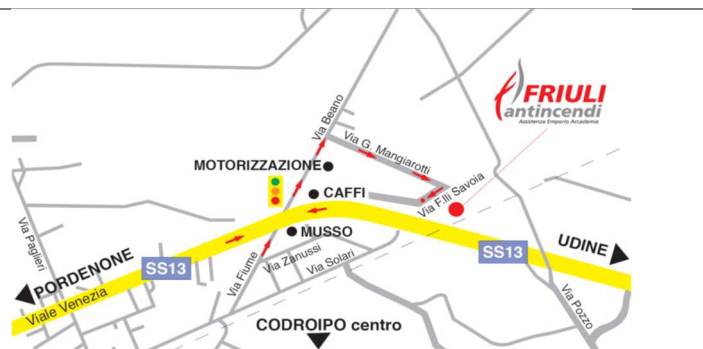 FRIULI
antincendi
Assistenza Emporio Accademia
Via Beano
Via G. Mangiarotti
MOTORIZZAZIONE
CAFFI
Via F.lli Savoia
MUSSO
Via Paglieri
PORDENONE
SS13
SS13
UDINE
Via Zanussi
Via Solari
Via Fiume
Viale Venezia
Via Pozzo
CODROIPO centro